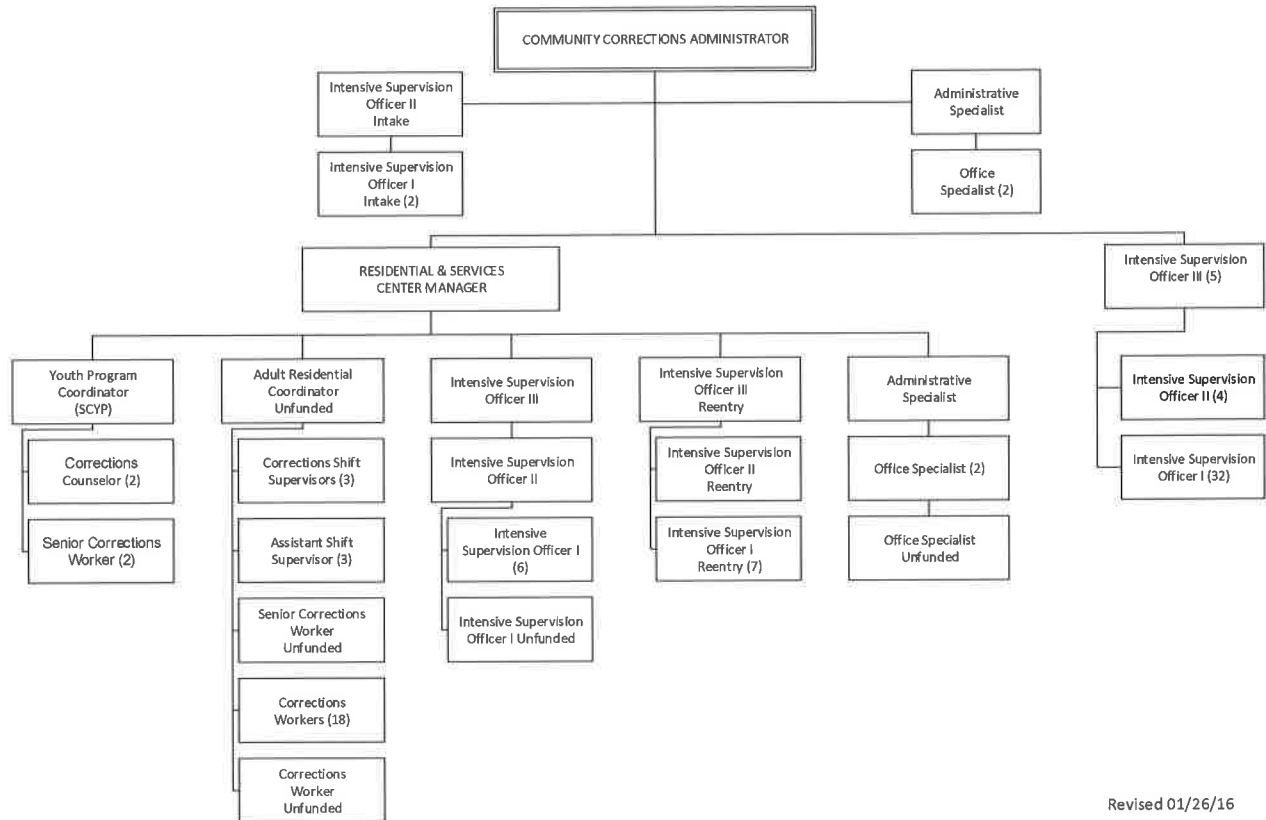 COMMUNITY CORRECTIONS ADMINISTRATOR
Intensive Supervision
Officer II
Intake
Administrative
Specialist
Intensive Supervision
Officer I
Intake (2)
Office
Specialist (2)
RESIDENTIAL & SERVICES
CENTER MANAGER
Intensive Supervision
Officer III (5)
Youth Program
Coordinator
(SCYP)
Adult Residential
Coordinator
Unfunded
Intensive Supervision
Officer III
Intensive Supervision
Officer III
Reentry
Administrative
Specialist
Intensive Supervision
Officer II (4)
Corrections
Counselor (2)
Corrections Shift
Supervisors (3)
Intensive Supervision
Officer II
Intensive Supervision
Officer II
Reentry
Office Specialist (2)
Intensive Supervision
Officer I (32)
Senior Corrections
Worker (2)
Assistant Shift
Supervisor (3)
Intensive
Supervision Officer I
(6)
Intensive Supervision
Officer I
Reentry (7)
Office Specialist
Unfunded
Senior Corrections
Worker
Unfunded
Intensive Supervision
Officer I Unfunded
Corrections
Workers (18)
Corrections
Worker
Unfunded
Revised 01/26/16